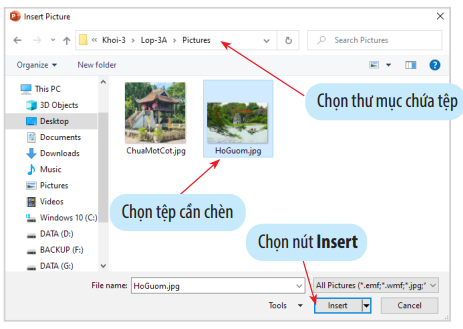 Insert Picture
« Khoi-3 > Lop-3A > Pictures
Search Pictures
Organize
New folder
This PC
3D Objects
Desktop
Documents
Downloads
Music
Pictures
Videos
Windows 10 (C:)
DATA (D:)
BACKUP (F:)
DATA (G:)
ChuaMotCot.jpg
HoGuom.jpg
Chọn thư mục chứa tệp
Chọn tệp cần chèn
Chọn nút Insert
File name: HoGuom.jpg
All Pictures (*.emf;*.wmf;*.jpg;*
Tools
Insert
Cancel